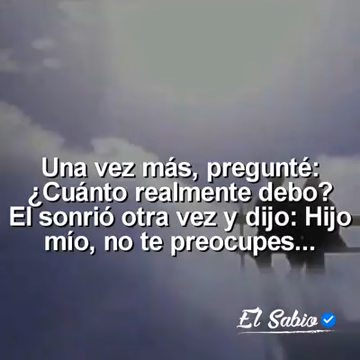 Una vez más, pregunté:
¿Cuánto realmente debo?
El sonrió otra vez y dijo: Hijo
mío, no te preocupes...
El Sabio